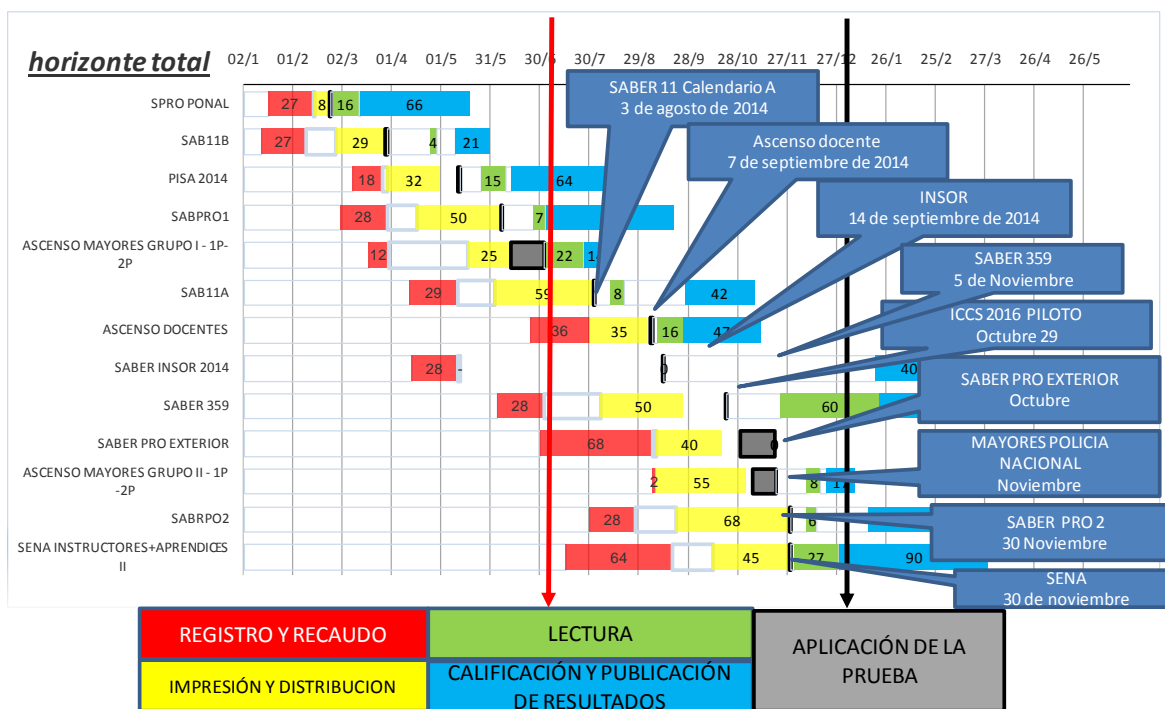 horizonte total
02/1 01/2 02/3 01/4 01/5 31/5 30/6 30/7 29/8 28/9 28/10 27/11 27/12 26/1 25/2 27/3 26/4 26/5
SPRO PONAL
27 8 16 66
SAB11B
27 29 4 21
PISA 2014
18 32 15 64
SABPRO1
28 50 7
ASCENSO MAYORES GRUPO I - 1P-
2P
12 25 22
SAB11A
29 59 8 42
ASCENSO DOCENTES
36 35 16 47
SABER INSOR 2014
28 - 0 40
SABER 359
28 50 60
SABER PRO EXTERIOR
68 40 0
ASCENSO MAYORES GRUPO II - 1P
-2P
2 55 8 17
SABRPO2
28 68 6
SENA INSTRUCTORES+APRENDICES
II
64 45 27 90
SABER 11 Calendario A
3 de agosto de 2014
Ascenso docente
7 de septiembre de 2014
INSOR
14 de septiembre de 2014
SABER 359
5 de Noviembre
ICCS 2016 PILOTO
Octubre 29
SABER PRO EXTERIOR
Octubre
MAYORES POLICIA
NACIONAL
Noviembre
SABER PRO 2
30 Noviembre
SENA
30 de noviembre
REGISTRO Y RECAUDO
LECTURA
APLICACIÓN DE LA
PRUEBA
IMPRESIÓN Y DISTRIBUCION
CALIFICACIÓN Y PUBLICACIÓN
DE RESULTADOS